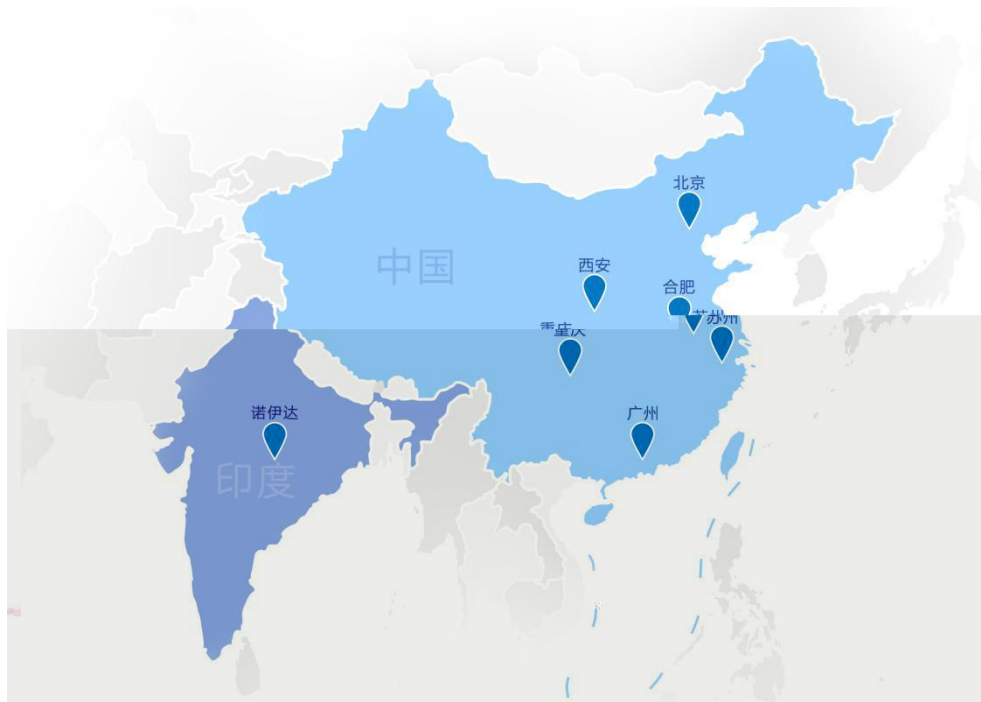 北京
中国
西安
合肥
苏州
重庆
诺伊达
广州
印度